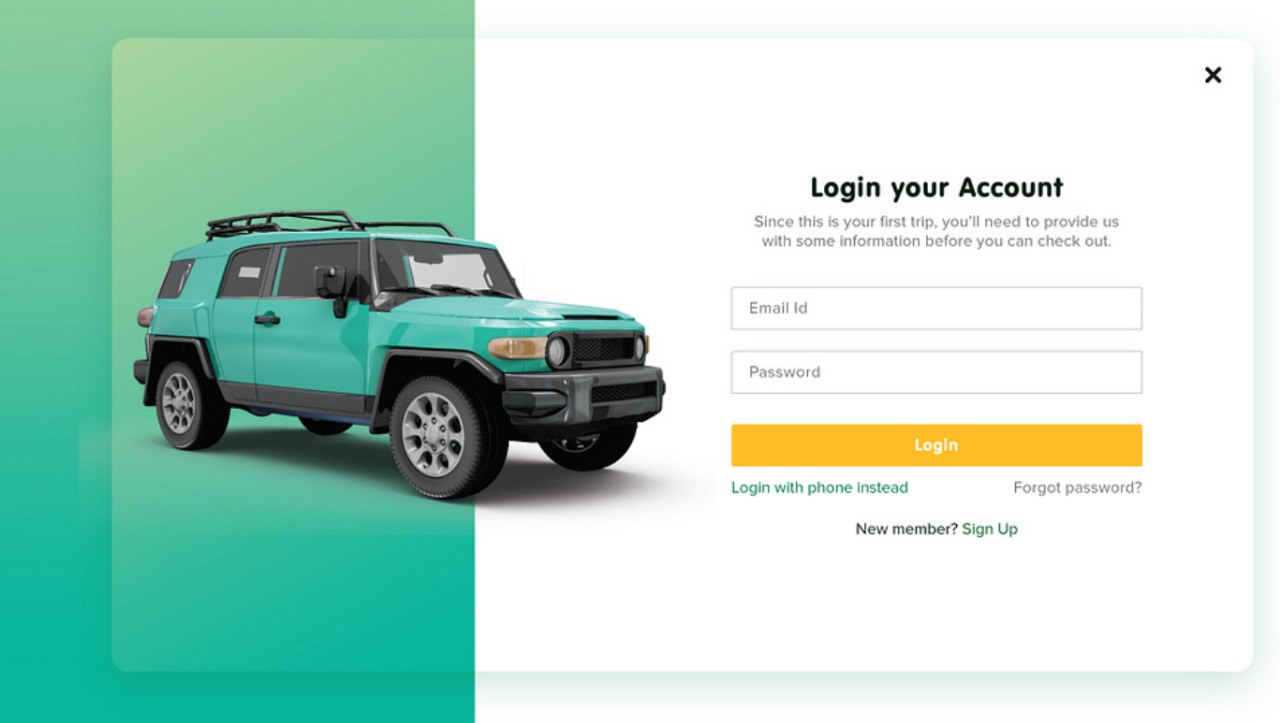 Login your Account
Since this is your first trip, you'll need to provide us
with some information before you can check out.
Email Id
Password
Login
Login with phone instead
Forgot password?
New member? Sign Up